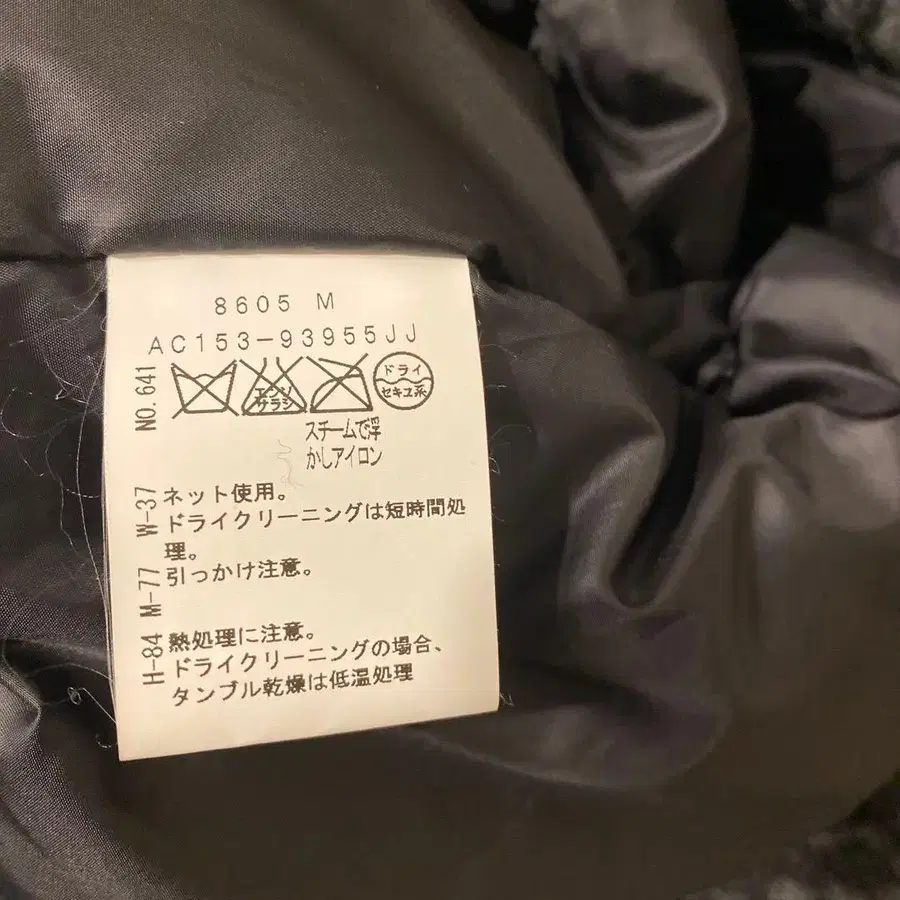 8605 M
AC153-93955JJ
NO.641
エンソ
サラシ
ドライ
セキユ系
スチームで浮
かしアイロン
W-37
ネット使用。
ドライクリーニングは短時間処
理。
M-77
引っかけ注意。
H-84
熱処理に注意。
ドライクリーニングの場合、
タンブル乾燥は低温処理